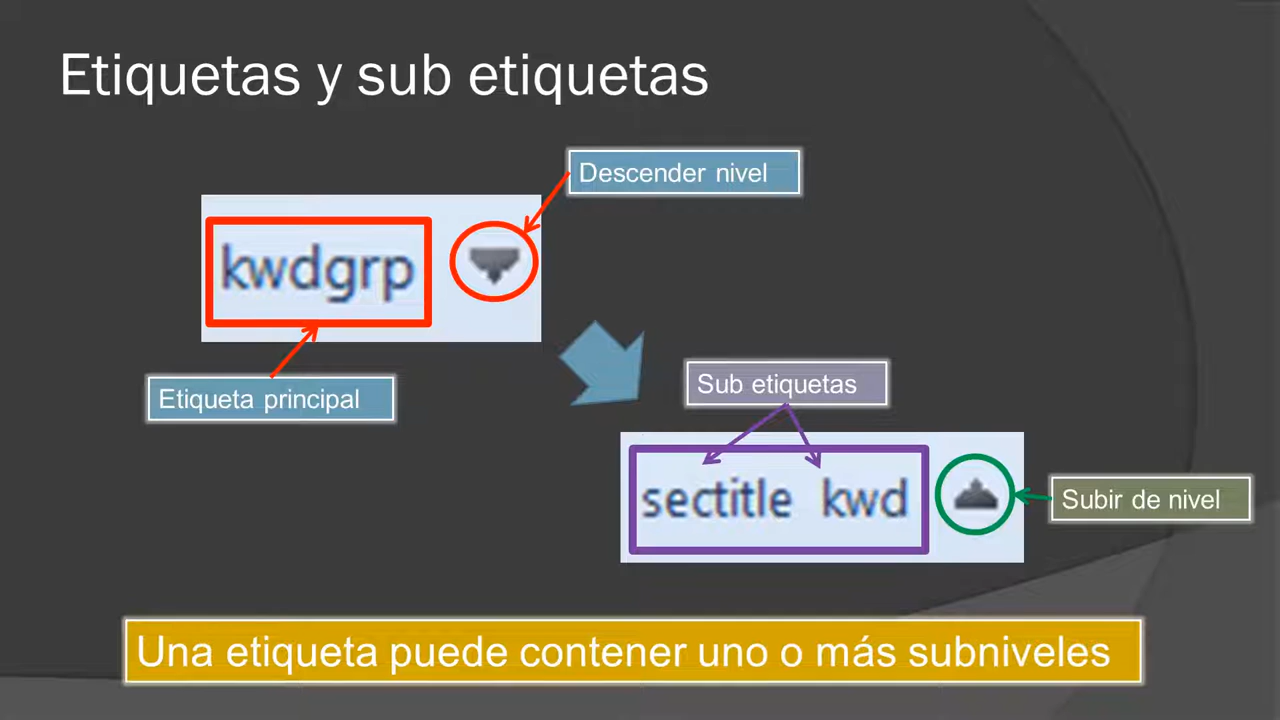 Etiquetas y sub etiquetas
Descender nivel
kwdgrp
Etiqueta principal
Sub etiquetas
sectitle kwd
Subir de nivel
Una etiqueta puede contener uno o más subniveles